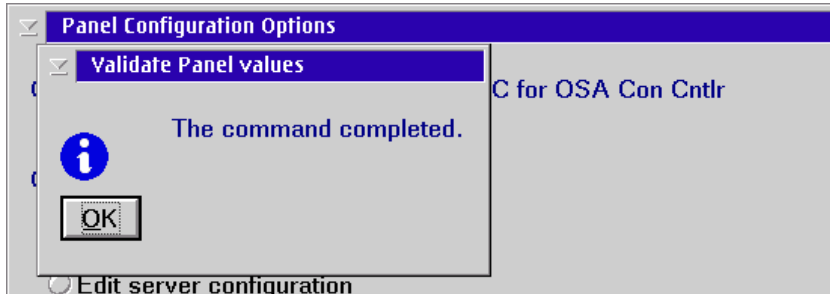 Panel Configuration Options
Validate Panel values
C for OSA Con Cntlr
The command completed.
OK
Edit server configuration